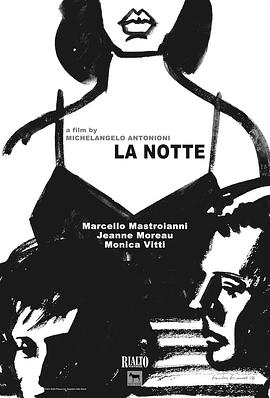 a film by
MICHELANGELO ANTONIONI
LA NOTTE
Marcello Mastroianni
Jeanne Moreau
Monica Vitti
RIALTO